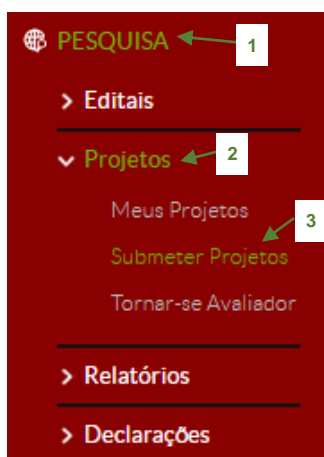 PESQUISA 1
Editais
Projetos 2
Meus Projetos
3
Submeter Projetos
Tornar-se Avaliador
Relatórios
Declarações